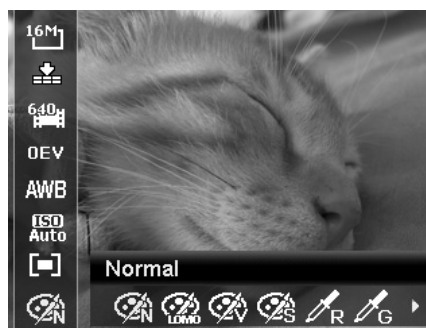 16M
640
0EV
AWB
ISO
Auto
Normal
N
N LOMO V S R G